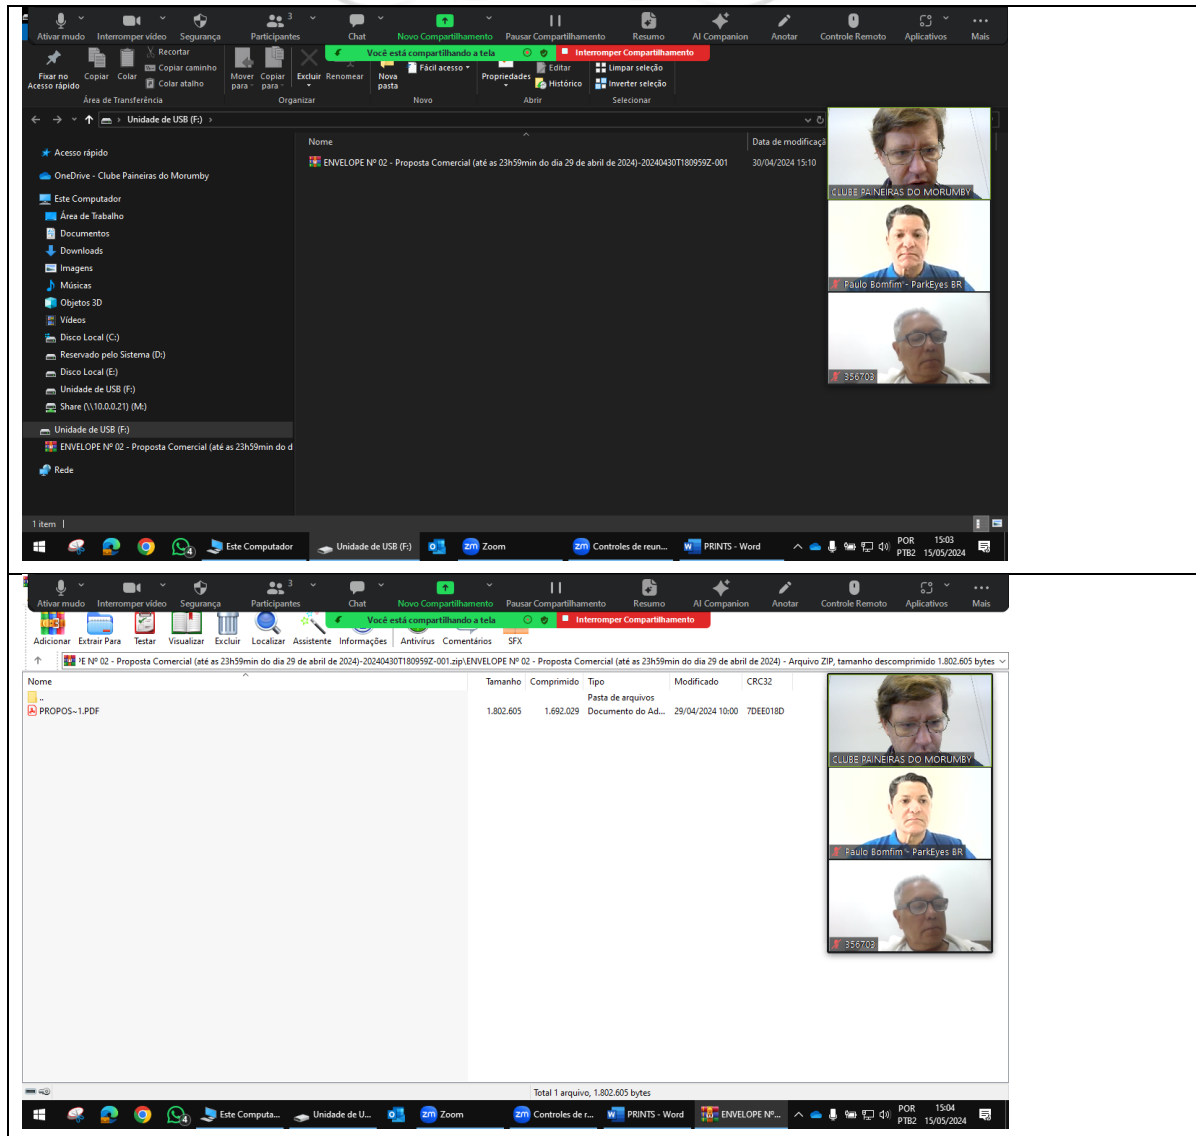 Ativar mudo Interromper vídeo Segurança Participantes 3 Chat Novo Compartilhamento Pausar Compartilhamento Resumo AI Companion Anotar Controle Remoto Aplicativos Mais
Você está compartilhando a tela Interromper Compartilhamento
Fixar no Acesso rápido Copiar Colar Recortar Copiar caminho Colar atalho Mover para Copiar para Excluir Renomear Nova pasta Fácil acesso Propriedades Editar Histórico Limpar seleção Inverter seleção
Área de Transferência Organizar Novo Abrir Selecionar
Unidade de USB (F:)
Nome Data de modificaçã
ENVELOPE Nº 02 - Proposta Comercial (até as 23h59min do dia 29 de abril de 2024)-20240430T180959Z-001 30/04/2024 15:10
Acesso rápido
OneDrive - Clube Paineiras do Morumby
Este Computador
Área de Trabalho
Documentos
Downloads
Imagens
Músicas
Objetos 3D
Vídeos
Disco Local (C:)
Reservado pelo Sistema (D:)
Disco Local (E:)
Unidade de USB (F:)
Share (\\10.0.0.21) (M:)
Unidade de USB (F:)
ENVELOPE Nº 02 - Proposta Comercial (até as 23h59min do d
Rede
CLUBE PAINEIRAS DO MORUMBY
Paulo Bomfim - ParkEyes BR
356703
1 item
4 Este Computador Unidade de USB (F:) zm Zoom zm Controles de reun... PRINTS - Word POR 15:03
PTB2 15/05/2024
Ativar mudo Interromper vídeo Segurança Participantes 3 Chat Novo Compartilhamento Pausar Compartilhamento Resumo AI Companion Anotar Controle Remoto Aplicativos Mais
Você está compartilhando a tela Interromper Compartilhamento
Adicionar Extrair Para Testar Visualizar Excluir Localizar Assistente Informações Antivírus Comentários SFX
PE Nº 02 - Proposta Comercial (até as 23h59min do dia 29 de abril de 2024)-20240430T180959Z-001.zip\ENVELOPE Nº 02 - Proposta Comercial (até as 23h59min do dia 29 de abril de 2024) - Arquivo ZIP, tamanho descomprimido 1.802.605 bytes
Nome Tamanho Comprimido Tipo Modificado CRC32
.. Pasta de arquivos
PROPOS~1.PDF 1.802.605 1.692.029 Documento do Ad... 29/04/2024 10:00 7DEE018D
CLUBE PAINEIRAS DO MORUMBY
Paulo Bomfim - ParkEyes BR
356703
Total 1 arquivo, 1.802.605 bytes
4 Este Computa... Unidade de U... zm Zoom zm Controles de r... PRINTS - Word ENVELOPE Nº... POR 15:04
PTB2 15/05/2024